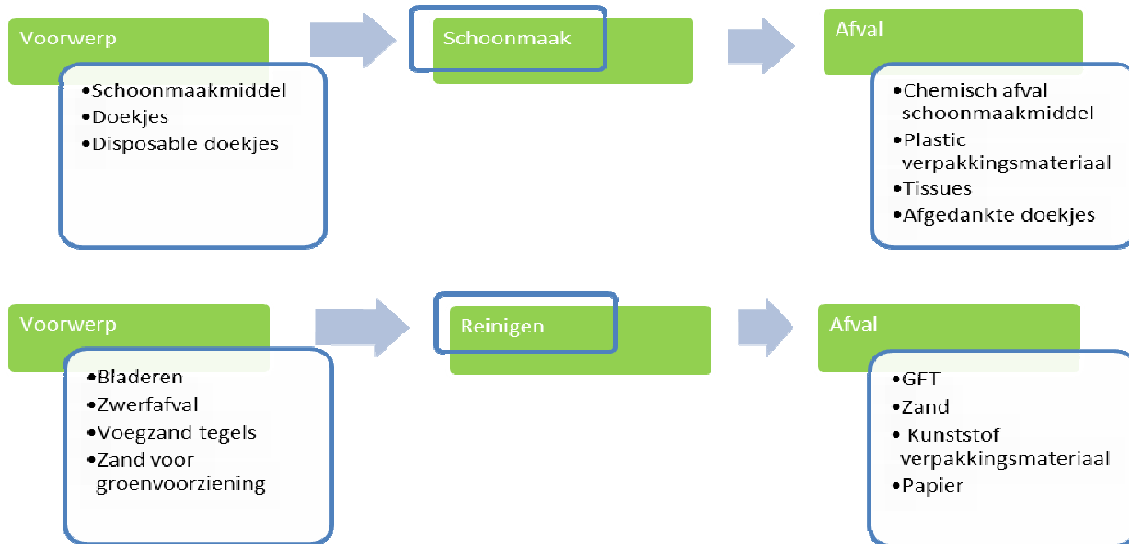 Voorwerp
•Schoonmaakmiddel
•Doekjes
•Disposable doekjes
Schoonmaak
Afval
•Chemisch afval
schoonmaakmiddel
•Plastic
verpakkingsmateriaal
•Tissues
•Afgedankte doekjes
Voorwerp
•Bladeren
•Zwerfafval
•Voegzand tegels
•Zand voor
groenvoorziening
Reinigen
Afval
•GFT
•Zand
• Kunststof
verpakkingsmateriaal
•Papier